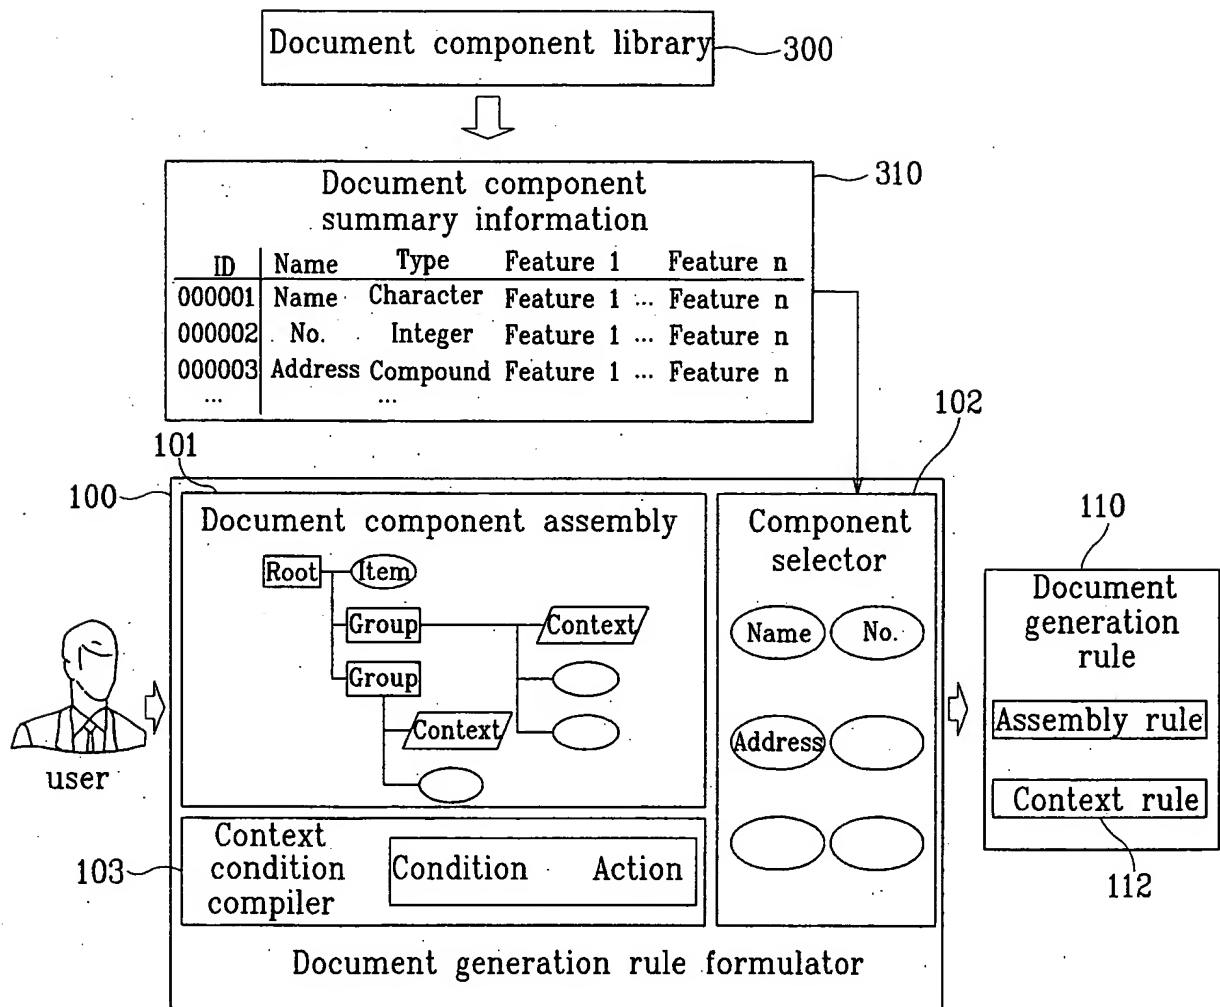 Document component library
300
Document component
summary information
310
ID Name Type Feature 1 Feature n
000001 Name Character Feature 1 ... Feature n
000002 No. Integer Feature 1 ... Feature n
000003 Address Compound Feature 1 ... Feature n
... ...
102
101
100
Document component assembly
Root Item
Group Context
Group
Context
Component
selector
Name No.
Address
110
Document
generation
rule
Assembly rule
Context rule
112
user
103
Context
condition
compiler
Condition Action
Document generation rule formulator